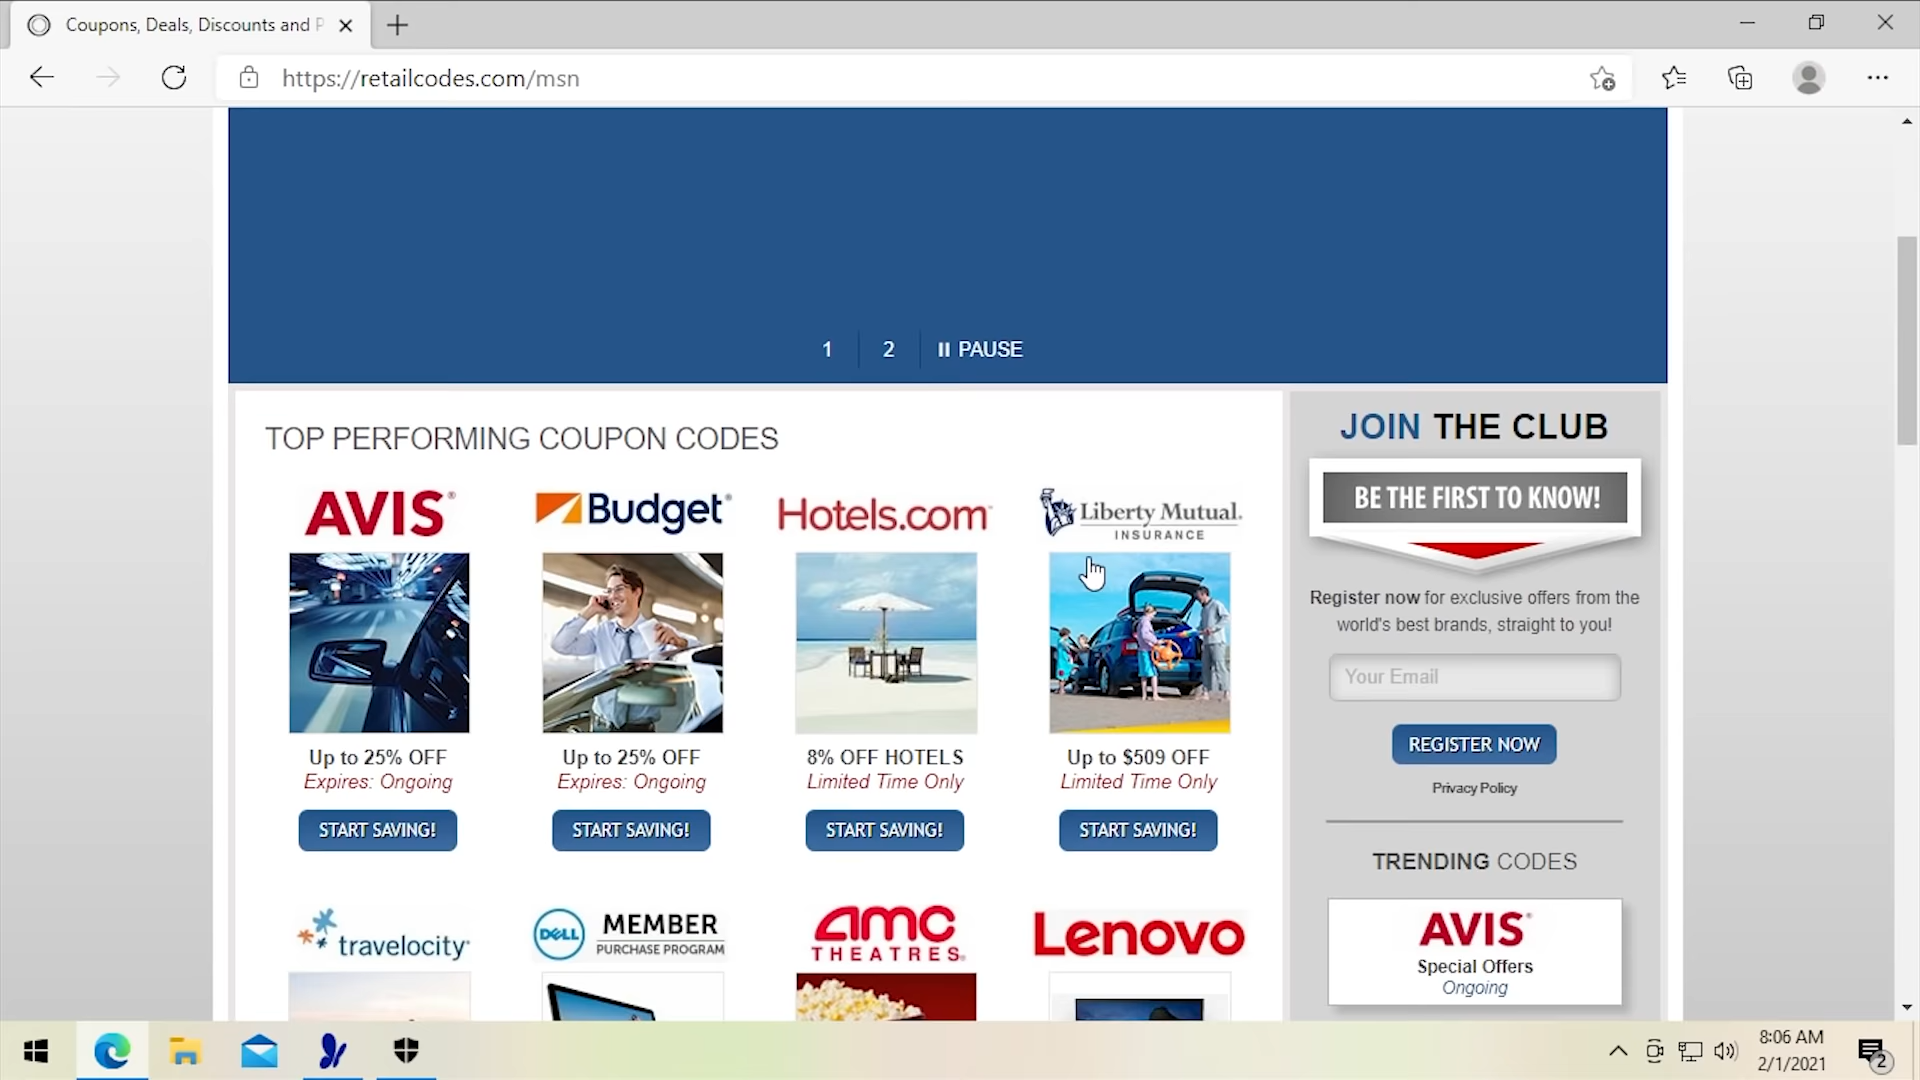 Coupons, Deals, Discounts and P
https://retailcodes.com/msn
1
2
PAUSE
TOP PERFORMING COUPON CODES
AVIS®
Budget®
Hotels.com®
Liberty Mutual®
INSURANCE
Up to 25% OFF
Expires: Ongoing
START SAVING!
Up to 25% OFF
Expires: Ongoing
START SAVING!
8% OFF HOTELS
Limited Time Only
START SAVING!
Up to $509 OFF
Limited Time Only
START SAVING!
travelocity®
DELL
MEMBER
PURCHASE PROGRAM
AMC
THEATRES®
Lenovo
JOIN THE CLUB
BE THE FIRST TO KNOW!
Register now for exclusive offers from the
world's best brands, straight to you!
Your Email
REGISTER NOW
Privacy Policy
TRENDING CODES
AVIS®
Special Offers
Ongoing
8:06 AM
2/1/2021
2